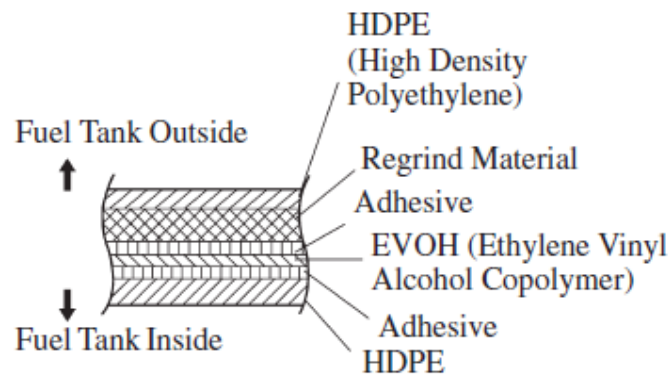 HDPE
(High Density
Polyethylene)
Fuel Tank Outside
Regrind Material
Adhesive
EVOH (Ethylene Vinyl
Alcohol Copolymer)
Adhesive
Fuel Tank Inside
HDPE